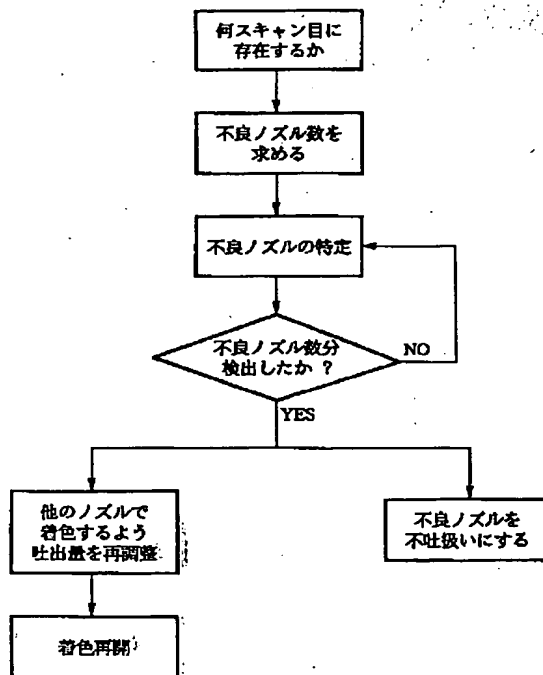 何スキャン目に
存在するか
不良ノズル数を
求める
不良ノズルの特定
不良ノズル数分
検出したか ?
NO
YES
他のノズルで
着色するよう
吐出量を再調整
不良ノズルを
不吐扱いにする
着色再開